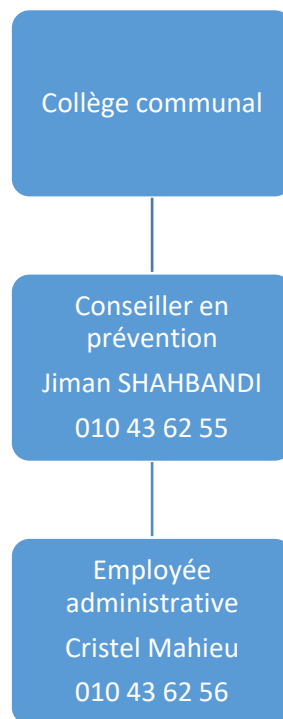 Collège communal
Conseiller en
prévention
Jiman SHAHBANDI
010 43 62 55
Employée
administrative
Cristel Mahieu
010 43 62 56